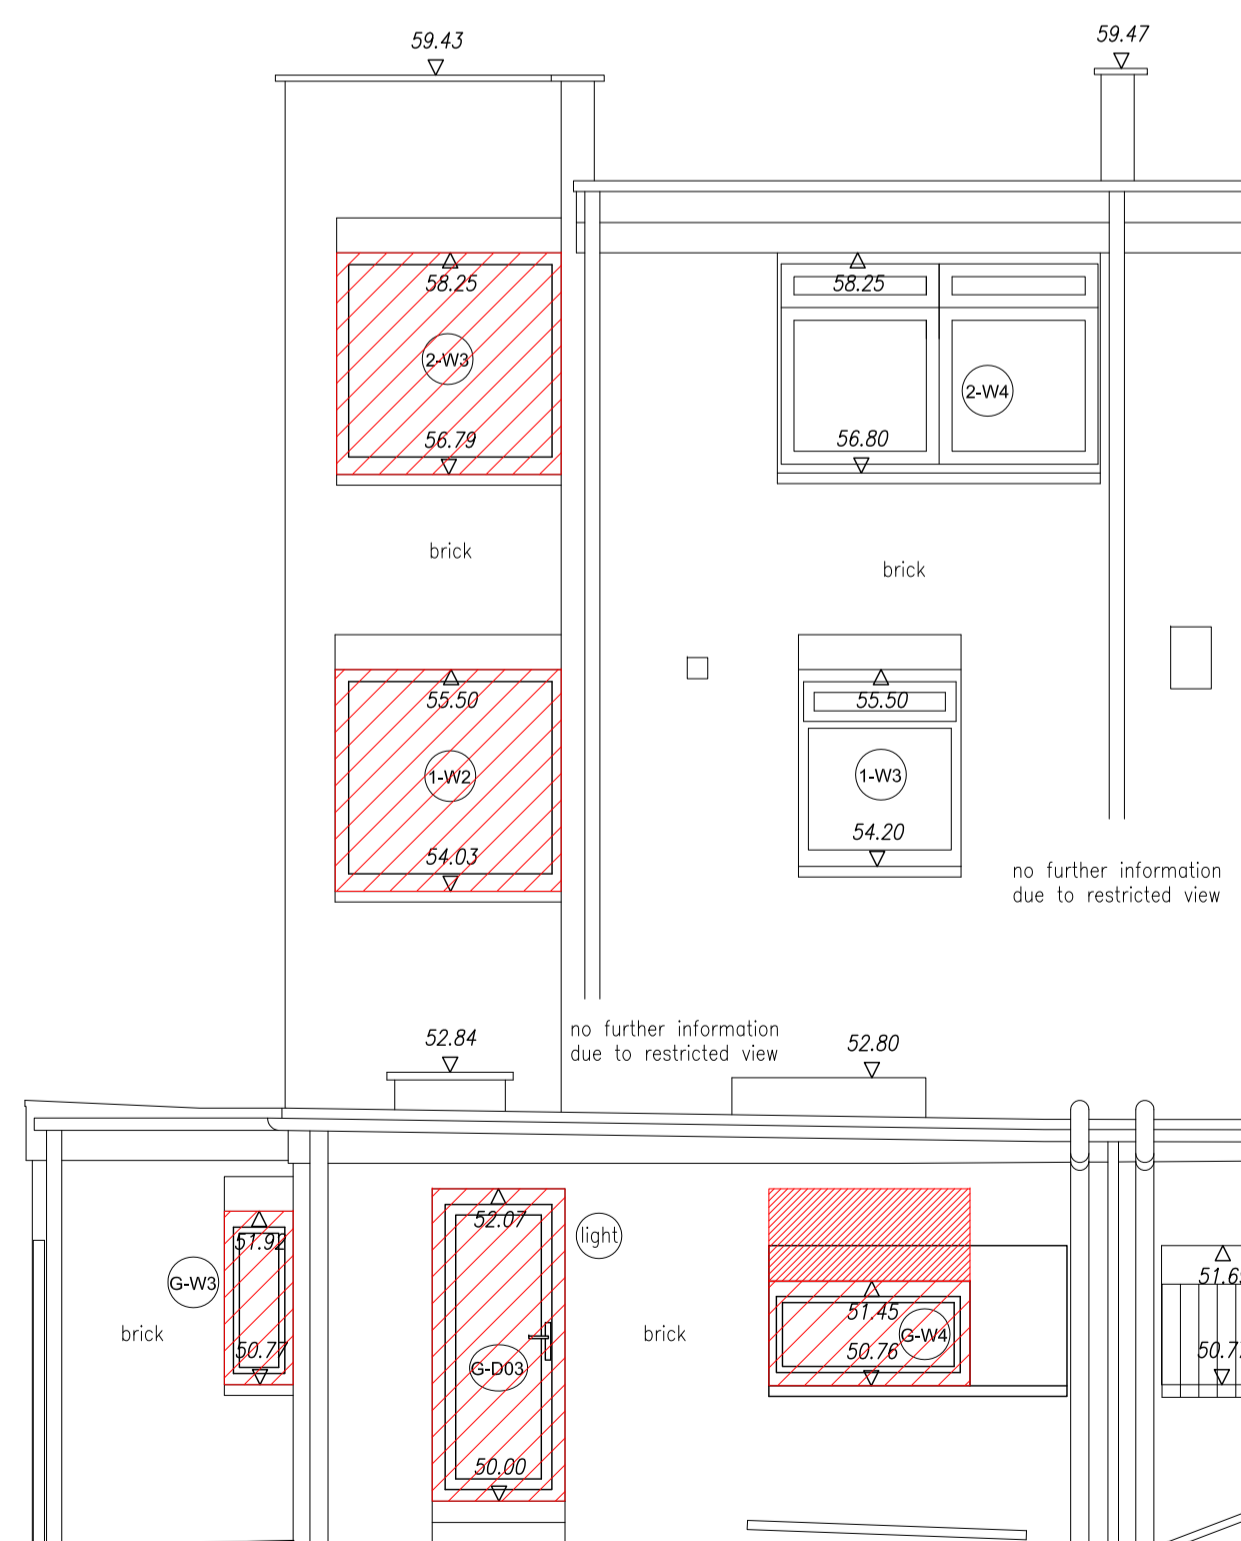 59.43
59.47
58.25
58.25
2-W3
2-W4
56.79
56.80
brick
brick
55.50
55.50
1-W2
1-W3
54.03
54.20
no further information
due to restricted view
no further information
due to restricted view
52.84
52.80
52.07
light
51.92
G-W3
51.45
brick
brick
G-W4
50.77
50.76
G-D03
50.00